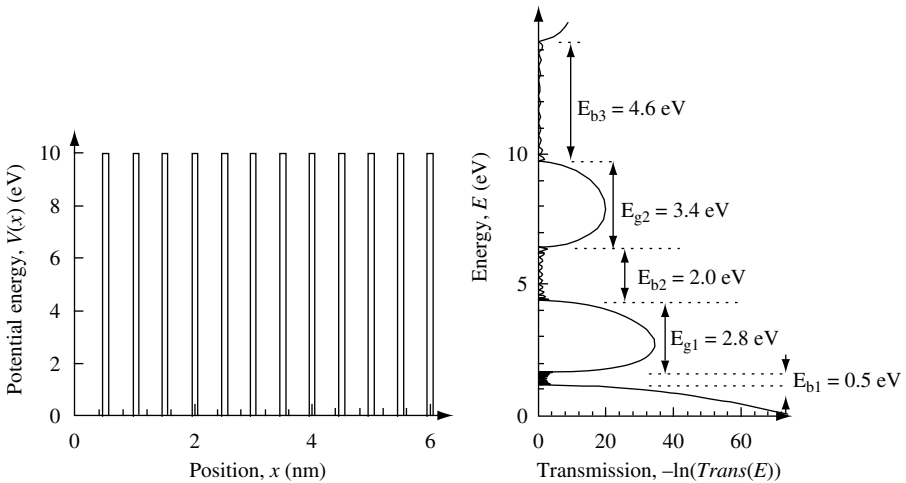 Potential energy, V(x) (eV)
10
8
6
4
2
0
0
2
4
6
Position, x (nm)
Energy, E (eV)
10
5
0
0
20
40
60
Transmission, –ln(Trans(E))
E_b3 = 4.6 eV
E_g2 = 3.4 eV
E_b2 = 2.0 eV
E_g1 = 2.8 eV
E_b1 = 0.5 eV